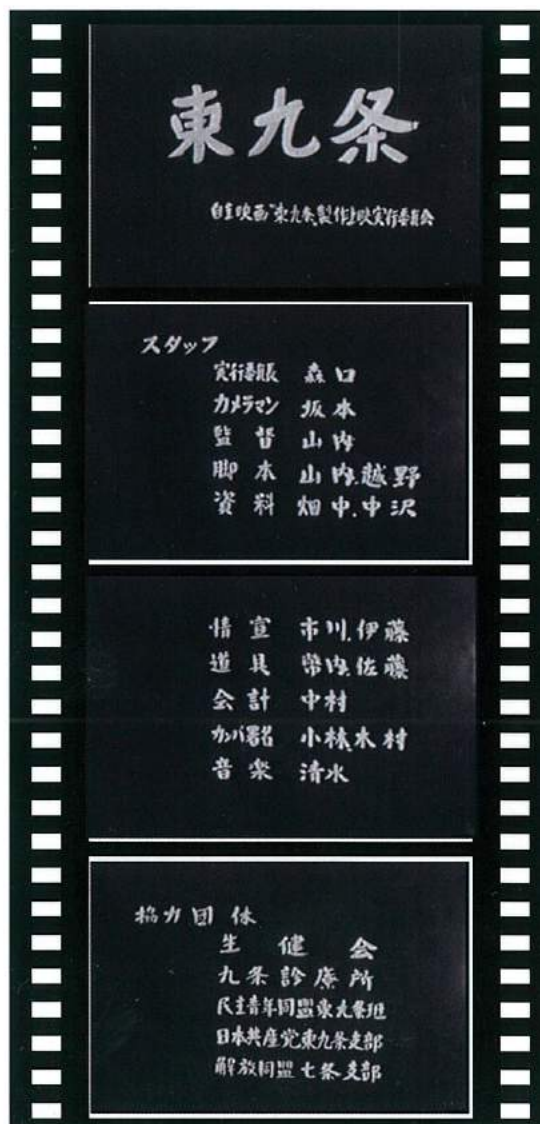 東九条
自主映画"東九条"製作上映実行委員会
スタッフ
実行委員長 森口
カメラマン 坂本
監督 山内
脚本 山内、越野
資料 畑中、中沢
情宣 市川、伊藤
道具 、佐藤
会計 中村
カンパ署名 小林、木村
音楽 清水
協力団体
生健会
九条診療所
民主青年同盟東九条班
日本共産党東九条支部
解放同盟七条支部